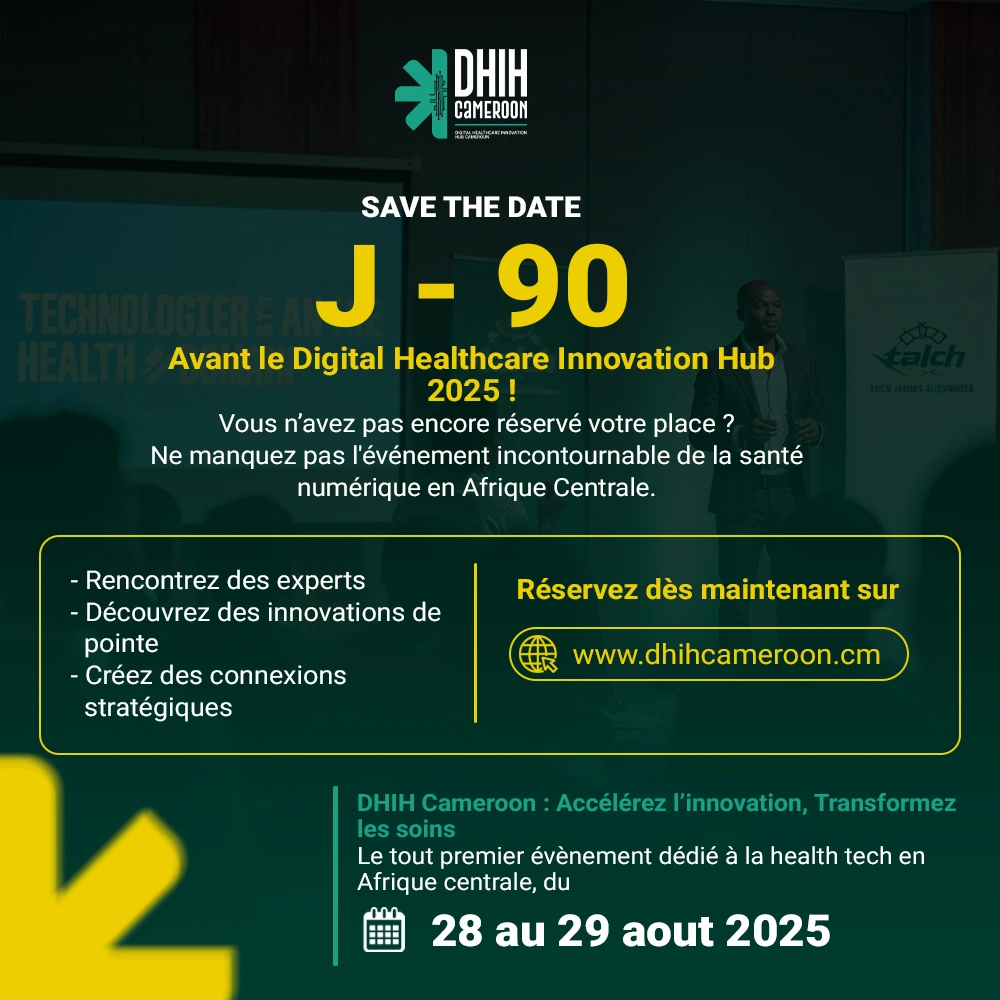 DHIH
CAMEROON
DIGITAL HEALTHCARE INNOVATION
HUB CAMEROUN
SAVE THE DATE
J - 90
TECHNOLOGIER
HEALTH
talch
Avant le Digital Healthcare Innovation Hub
2025 !
Vous n’avez pas encore réservé votre place ?
Ne manquez pas l'événement incontournable de la santé
numérique en Afrique Centrale.
- Rencontrez des experts
- Découvrez des innovations de
pointe
- Créez des connexions
stratégiques
Réservez dès maintenant sur
www.dhihcameroon.cm
DHIH Cameroon : Accélérez l’innovation, Transformez
les soins
Le tout premier évènement dédié à la health tech en
Afrique centrale, du
28 au 29 aout 2025